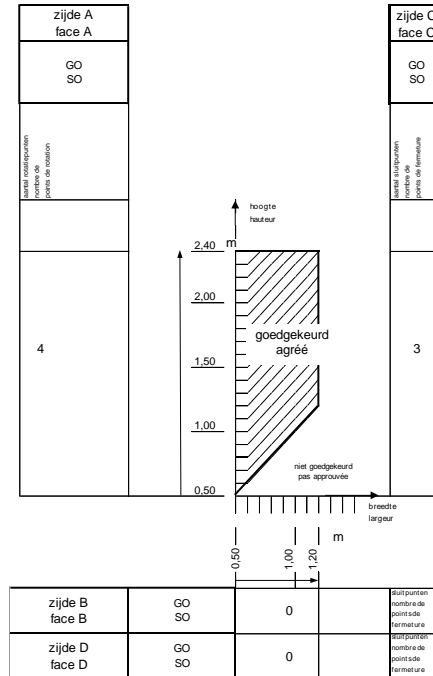 zijde A
face A
zijde C
face C
GO
SO
GO
SO
aantal rotatiepunten
nombre de
points de rotation
aantal sluitpunten
nombre de
points de fermeture
hoogte
hauteur
m
2,40
2,00
1,50
1,00
0,50
4
goedgekeurd
agréé
3
niet goedgekeurd
pas approuvée
breedte
largeur
m
0,50
1,00
1,20
zijde B
face B
GO
SO
0
sluitpunten
nombre de
points de
fermeture
zijde D
face D
GO
SO
0
sluitpunten
nombre de
points de
fermeture